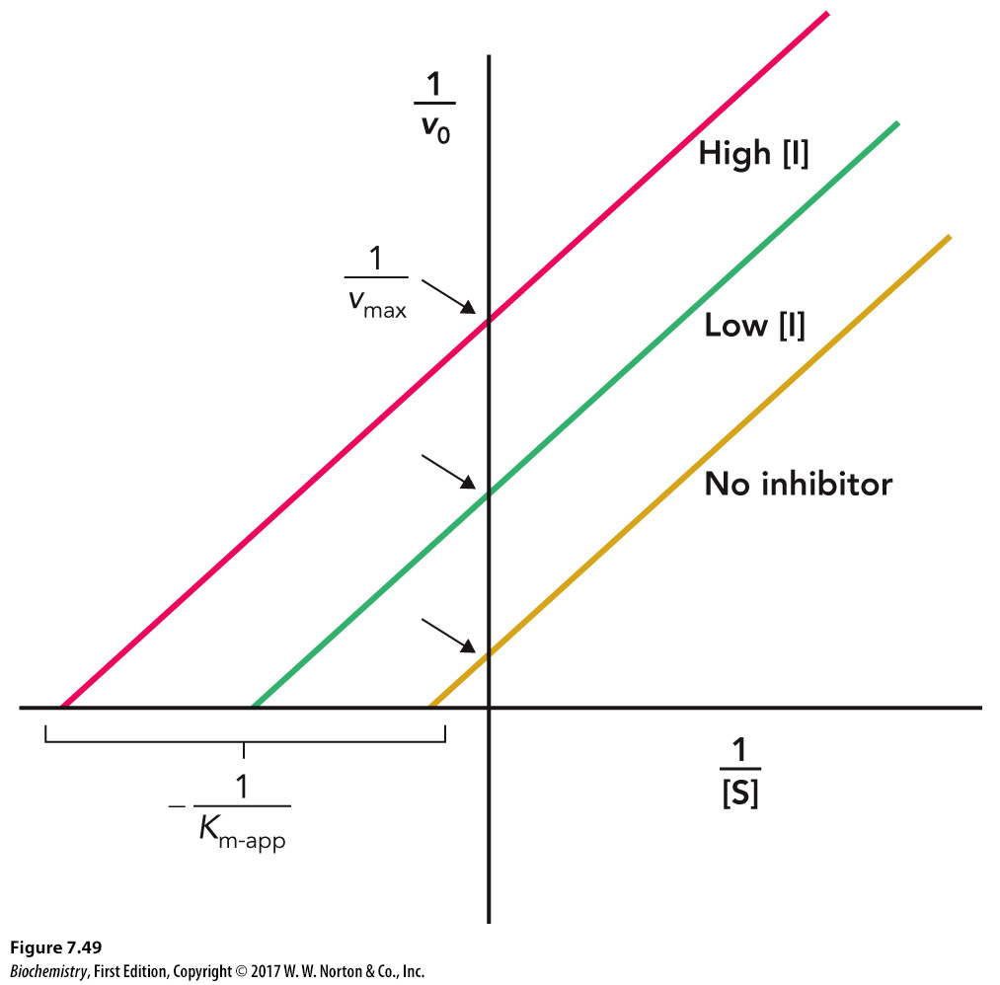 1
v0
High [I]
1
vmax
Low [I]
No inhibitor
1
[S]
− 1
Km-app
Figure 7.49
Biochemistry, First Edition, Copyright © 2017 W. W. Norton & Co., Inc.